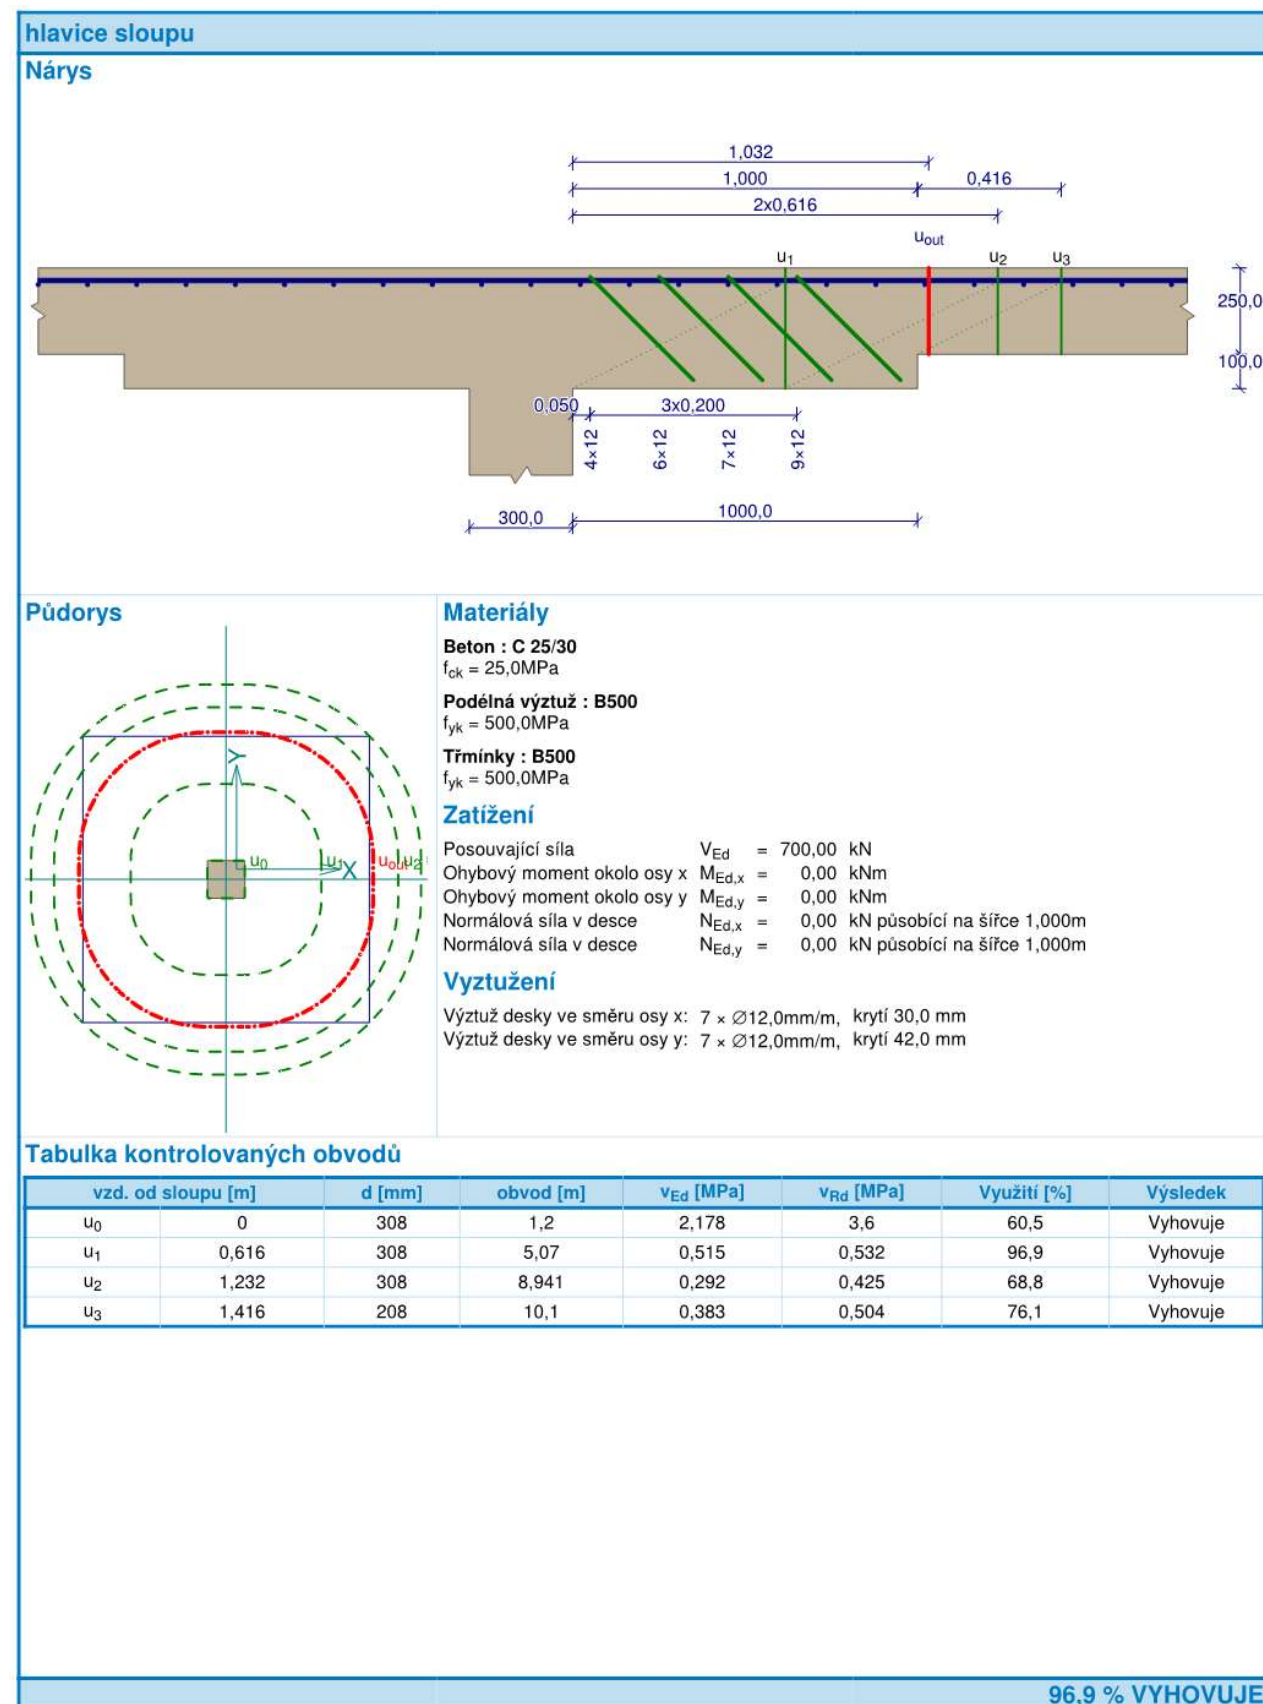 hlavice sloupu
Nárys
1,032
1,000
0,416
2x0,616
uout
u1
u2
u3
250,0
100,0
0,050
3x0,200
4×12
6×12
7×12
9×12
300,0
1000,0
Půdorys
Y
X
u0
u1
uout
u2
Materiály
Beton : C 25/30
fck = 25,0MPa
Podélná výztuž : B500
fyk = 500,0MPa
Třmínky : B500
fyk = 500,0MPa
Zatížení
Posouvající síla VEd = 700,00 kN
Ohybový moment okolo osy x MEd,x = 0,00 kNm
Ohybový moment okolo osy y MEd,y = 0,00 kNm
Normálová síla v desce NEd,x = 0,00 kN působící na šířce 1,000m
Normálová síla v desce NEd,y = 0,00 kN působící na šířce 1,000m
Vyztužení
Výztuž desky ve směru osy x: 7 × ∅12,0mm/m, krytí 30,0 mm
Výztuž desky ve směru osy y: 7 × ∅12,0mm/m, krytí 42,0 mm
Tabulka kontrolovaných obvodů
vzd. od sloupu [m] d [mm] obvod [m] vEd [MPa] vRd [MPa] Využití [%] Výsledek
u0 0 308 1,2 2,178 3,6 60,5 Vyhovuje
u1 0,616 308 5,07 0,515 0,532 96,9 Vyhovuje
u2 1,232 308 8,941 0,292 0,425 68,8 Vyhovuje
u3 1,416 208 10,1 0,383 0,504 76,1 Vyhovuje
96,9 % VYHOVUJE